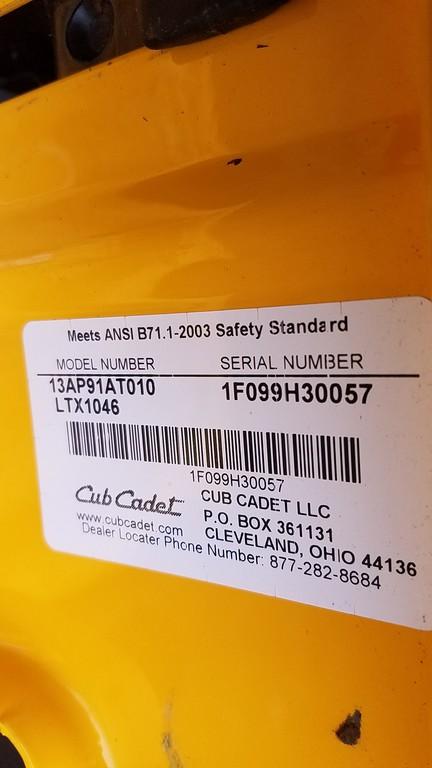 Meets ANSI B71.1-2003 Safety Standard
MODEL NUMBER SERIAL NUMBER
13AP91AT010 1F099H30057
LTX1046
1F099H30057
Cub Cadet CUB CADET LLC
www.cubcadet.com P.O. BOX 361131
CLEVELAND, OHIO 44136
Dealer Locater Phone Number: 877-282-8684